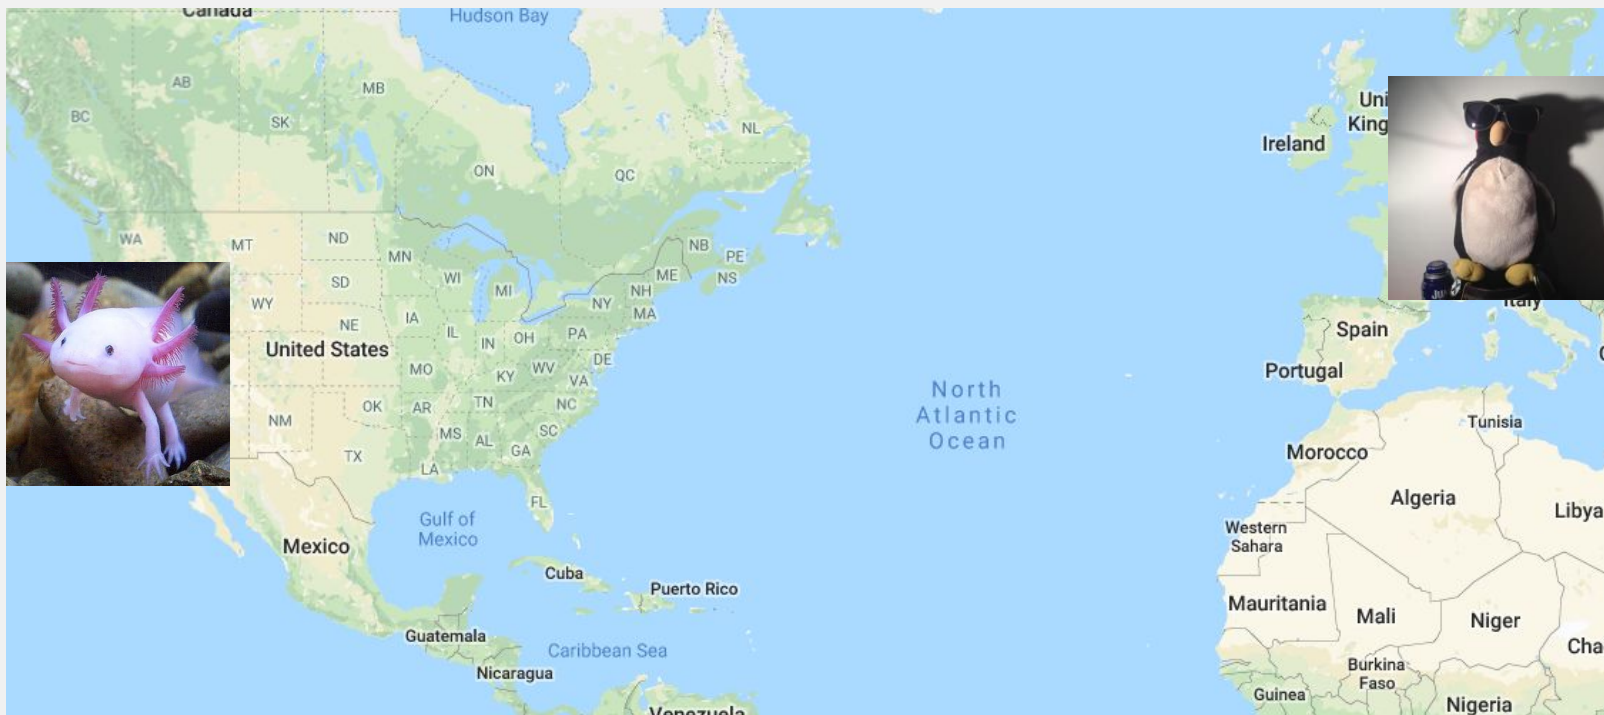 Canada
Hudson Bay
AB
MB
BC
SK
NL
ON
QC
Ireland
WA
MT
ND
MN
NB
PE
SD
WI
MI
ME
NS
WY
NH
NY
MA
NE
IA
IL
IN
OH
PA
United States
DE
MO
KY
WV
VA
NM
OK
AR
TN
NC
MS
AL
SC
GA
TX
LA
FL
Gulf of
Mexico
Mexico
Cuba
Puerto Rico
Guatemala
Caribbean Sea
Nicaragua
Venezuela
North
Atlantic
Ocean
Uni
King
Italy
Spain
Portugal
Tunisia
Morocco
Algeria
Libya
Western
Sahara
Mauritania
Mali
Niger
Cha
Burkina
Faso
Guinea
Nigeria